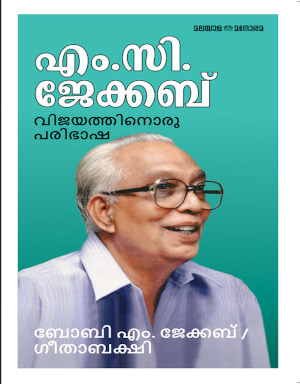 മലയാള മനോരമ
എം.സി.
ജേക്കബ്
വിജയത്തിനൊരു
പരിഭാഷ
ബോബി എം. ജേക്കബ് /
ഗീതാബക്ഷി